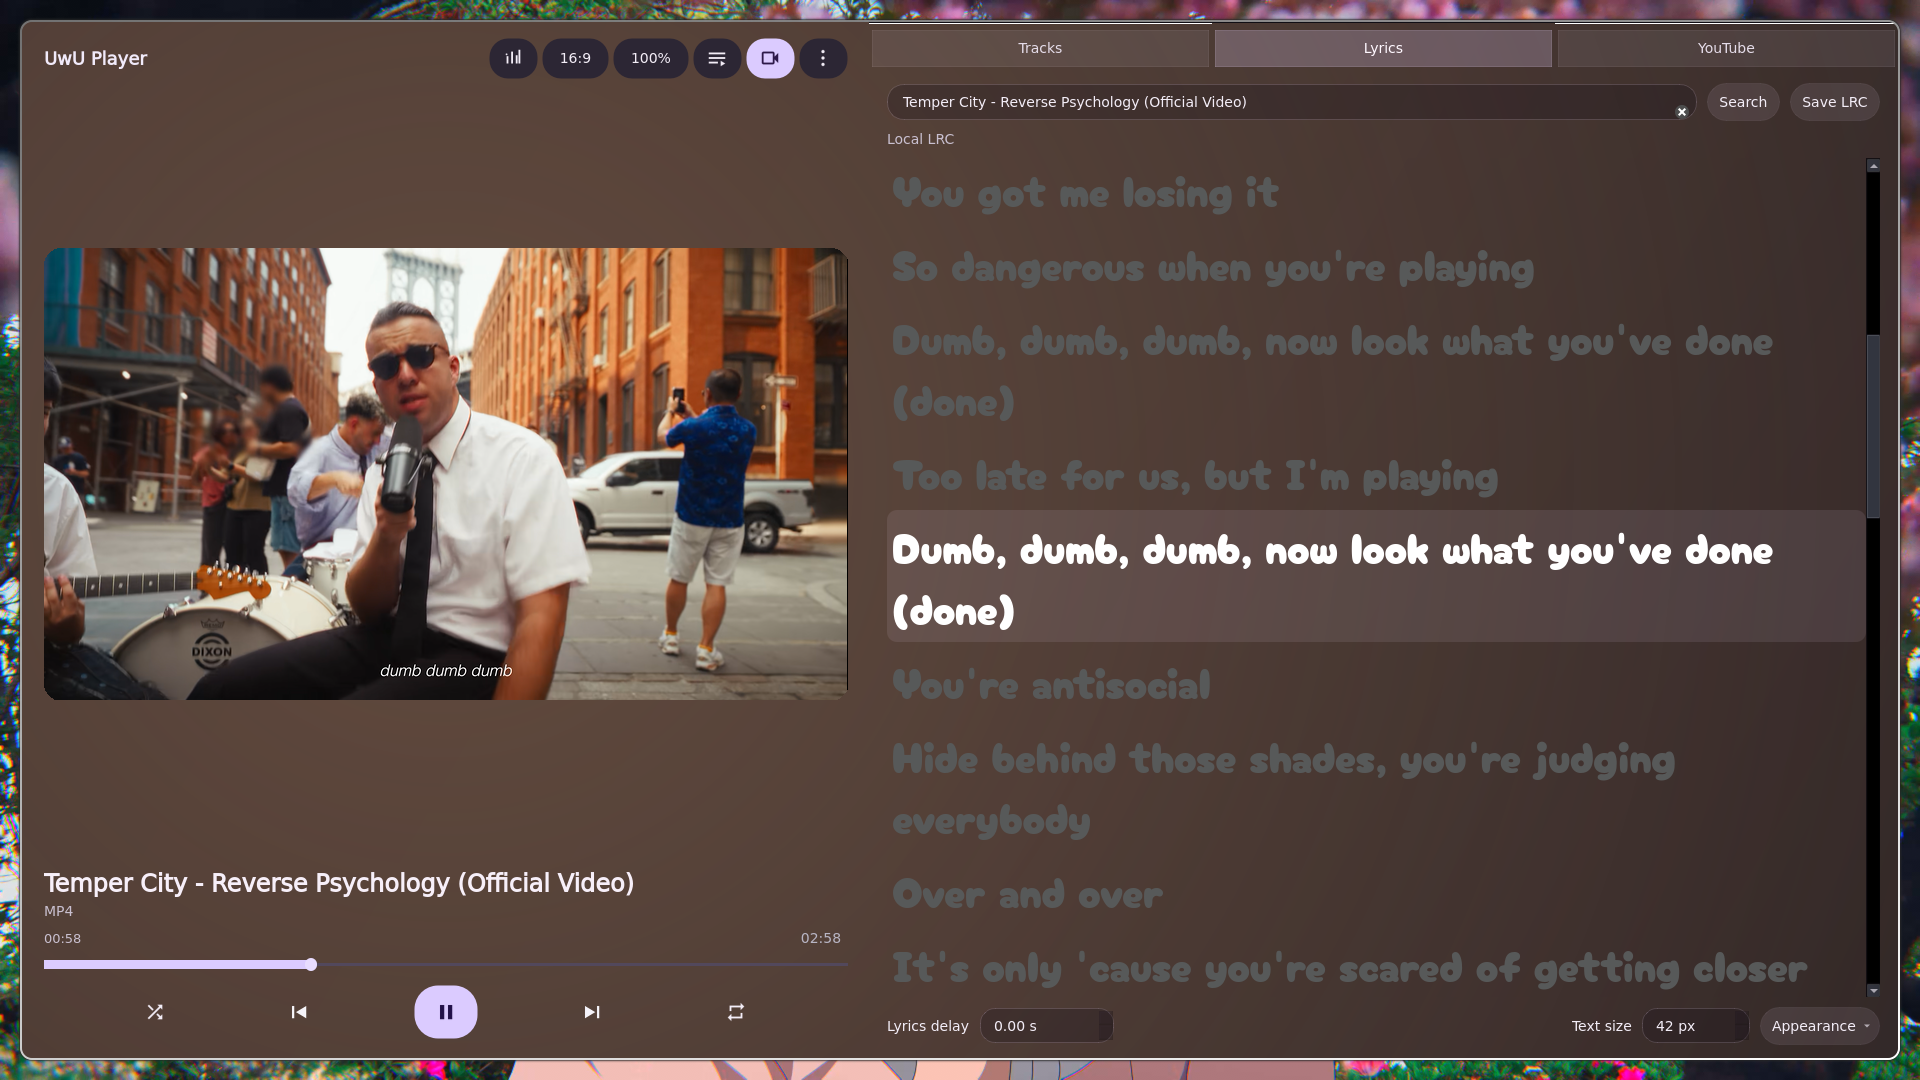 UwU Player
16:9
100%
Tracks
Lyrics
YouTube
Temper City - Reverse Psychology (Official Video)
Search
Save LRC
Local LRC
You got me losing it
So dangerous when you're playing
Dumb, dumb, dumb, now look what you've done
(done)
Too late for us, but I'm playing
Dumb, dumb, dumb, now look what you've done
(done)
You're antisocial
Hide behind those shades, you're judging
everybody
Over and over
It's only 'cause you're scared of getting closer
DIXON
dumb dumb dumb
Temper City - Reverse Psychology (Official Video)
MP4
00:58
02:58
Lyrics delay
0.00 s
Text size
42 px
Appearance